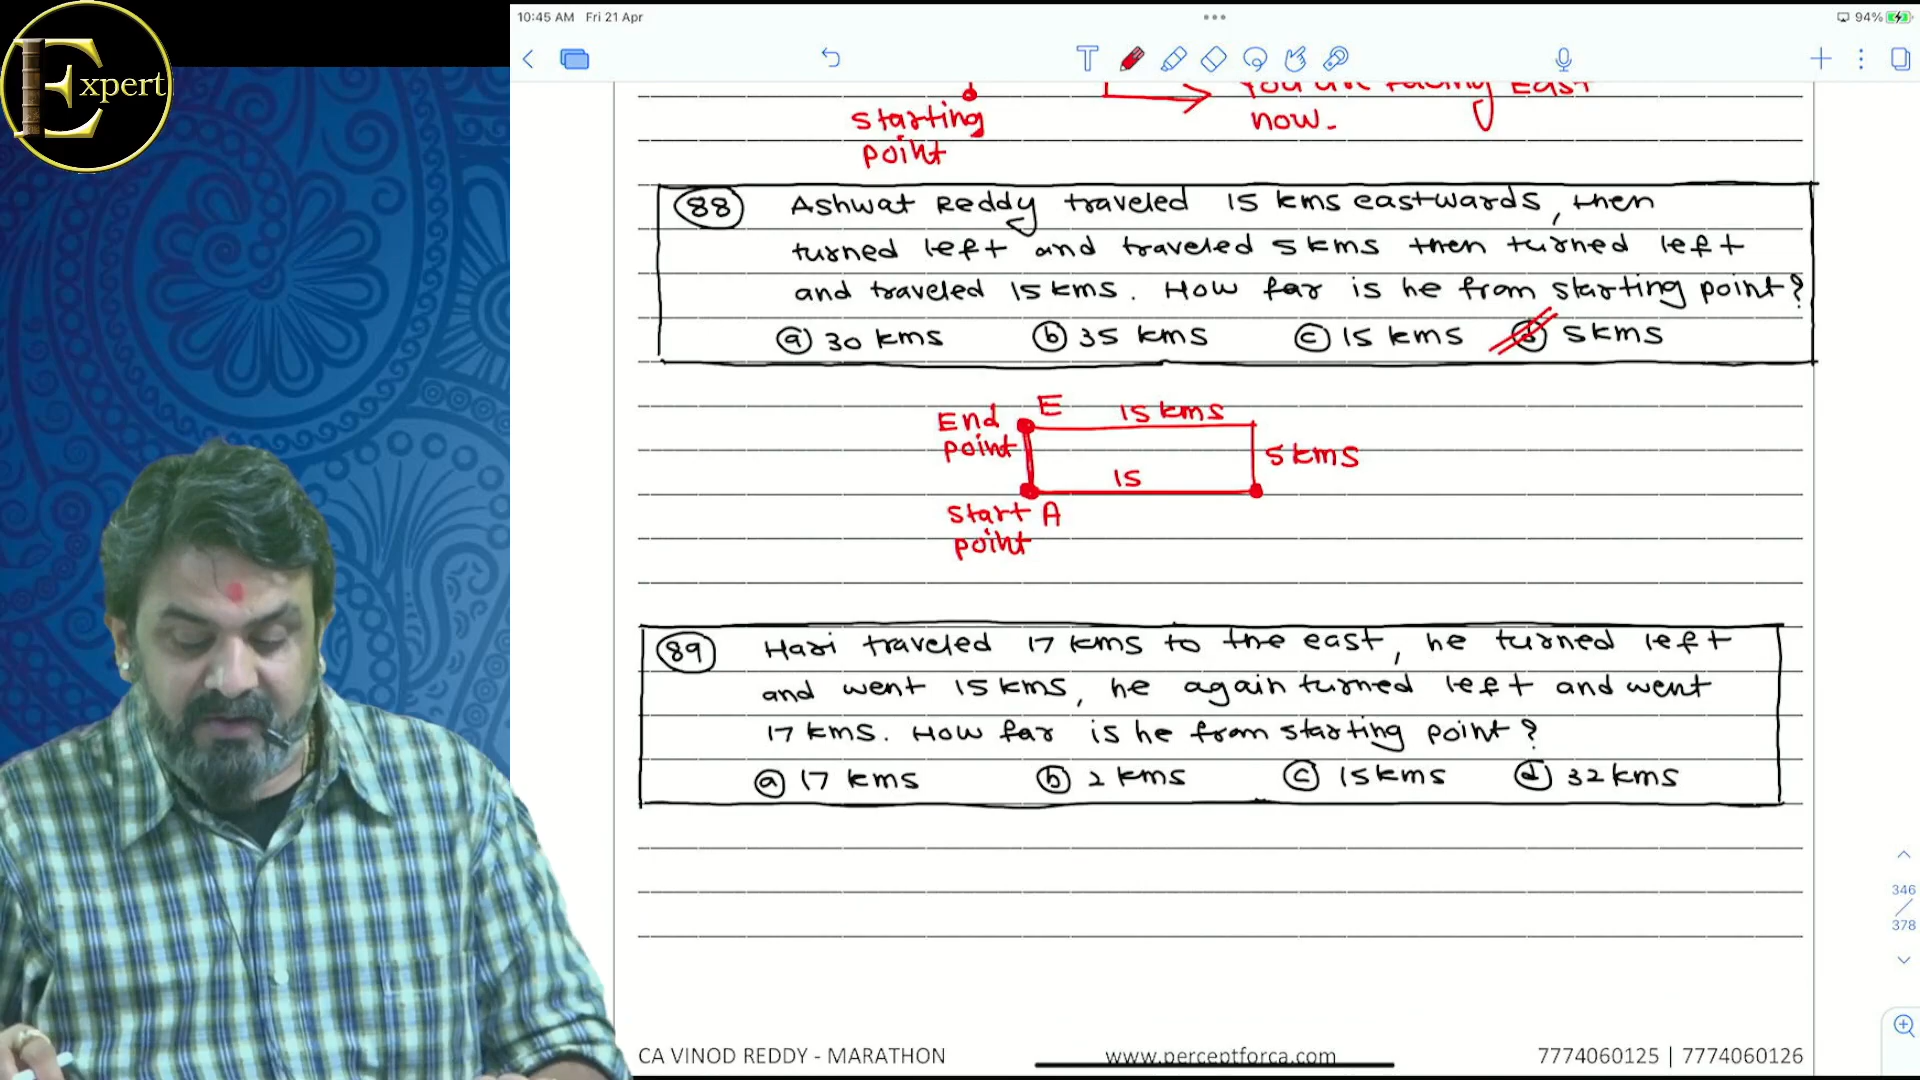 10:45 AM Fri 21 Apr
94%
Expert
You are facing East
now.
starting
point
88 Ashwat Reddy traveled 15 kms eastwards, then
turned left and traveled 5 kms then turned left
and traveled 15 kms. How far is he from starting point?
a 30 kms b 35 kms c 15 kms d 5 kms
End
point
E
15 kms
5 kms
15
start A
point
89 Hari traveled 17 kms to the east, he turned left
and went 15 kms, he again turned left and went
17 kms. How far is he from starting point?
a 17 kms b 2 kms c 15 kms d 32 kms
346
378
CA VINOD REDDY - MARATHON www.perceptforca.com 7774060125 | 7774060126